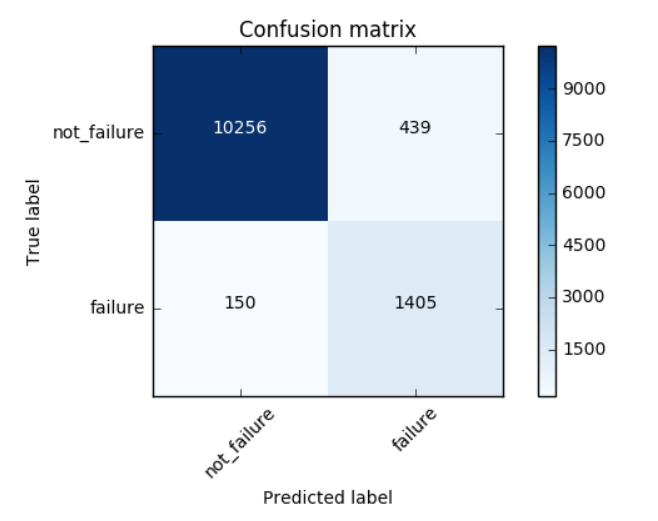 Confusion matrix
not_failure
10256
439
failure
150
1405
True label
not_failure
failure
Predicted label
9000
7500
6000
4500
3000
1500